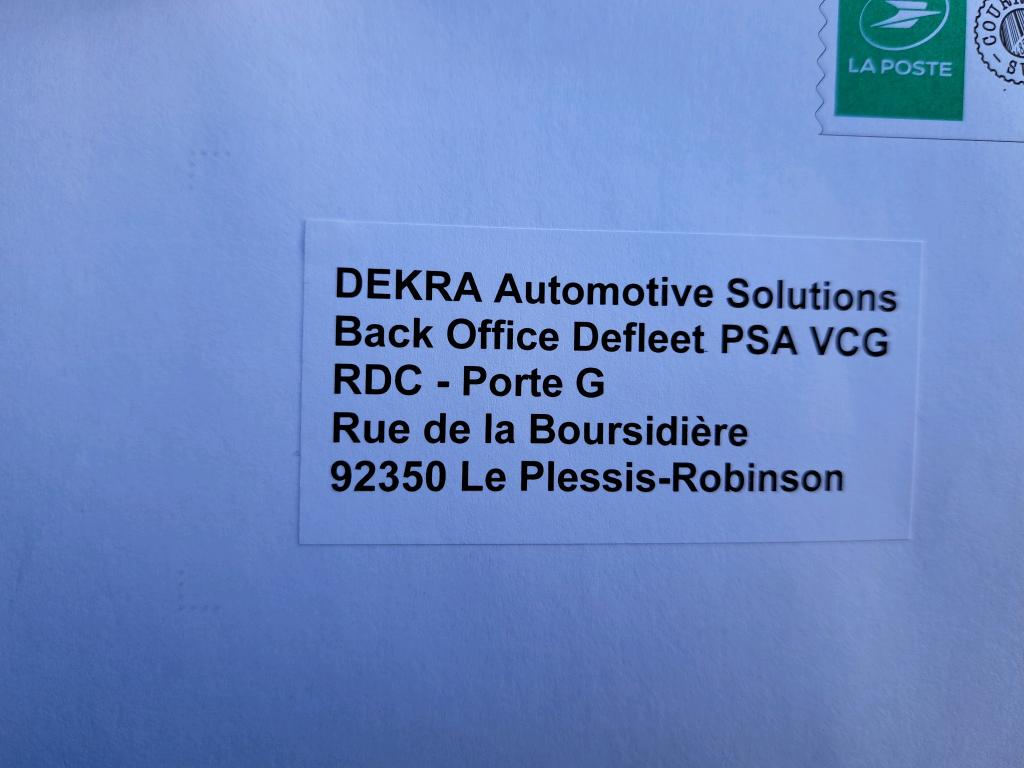 LA POSTE
DEKRA Automotive Solutions
Back Office Defleet PSA VCG
RDC - Porte G
Rue de la Boursidière
92350 Le Plessis-Robinson